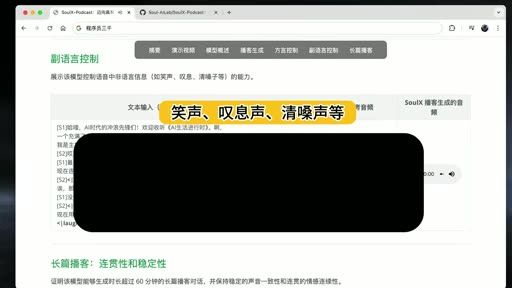 SoulX-Podcast: 迈向真实
Soul-AILab/SoulX-Podcast:
程序员三千
摘要 演示视频 模型概述 播客生成 方言控制 副语言控制 长篇播客
副语言控制
展示该模型控制语音中非语言信息（如笑声、叹息、清嗓子等）的能力。
文本输入
考音频
SoulX 播客生成的音频
笑声、叹息声、清嗓声等
[S1]哈喽，AI时代的冲浪先锋们！欢迎收听《AI生活进行时》。啊，
一个充满
我是主
[S2]哎
[S1]最
现在连
[S2]<|
诶，那
[S1]没
[S2]<|
现在用
<|laug
0:00
长篇播客：连贯性和稳定性
证明该模型能够生成时长超过 60 分钟的长篇播客对话，并保持稳定的声音一致性和连贯的情感连续性。